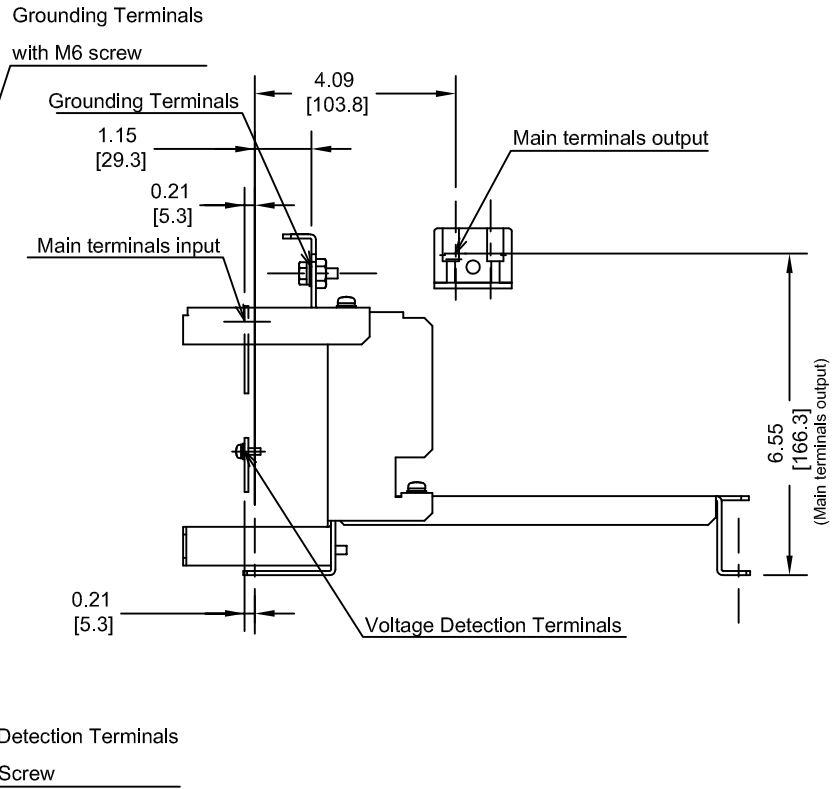 Grounding Terminals
with M6 screw
Grounding Terminals
4.09
[103.8]
1.15
[29.3]
Main terminals output
0.21
[5.3]
Main terminals input
6.55
[166.3]
(Main terminals output)
0.21
[5.3]
Voltage Detection Terminals
Detection Terminals
Screw